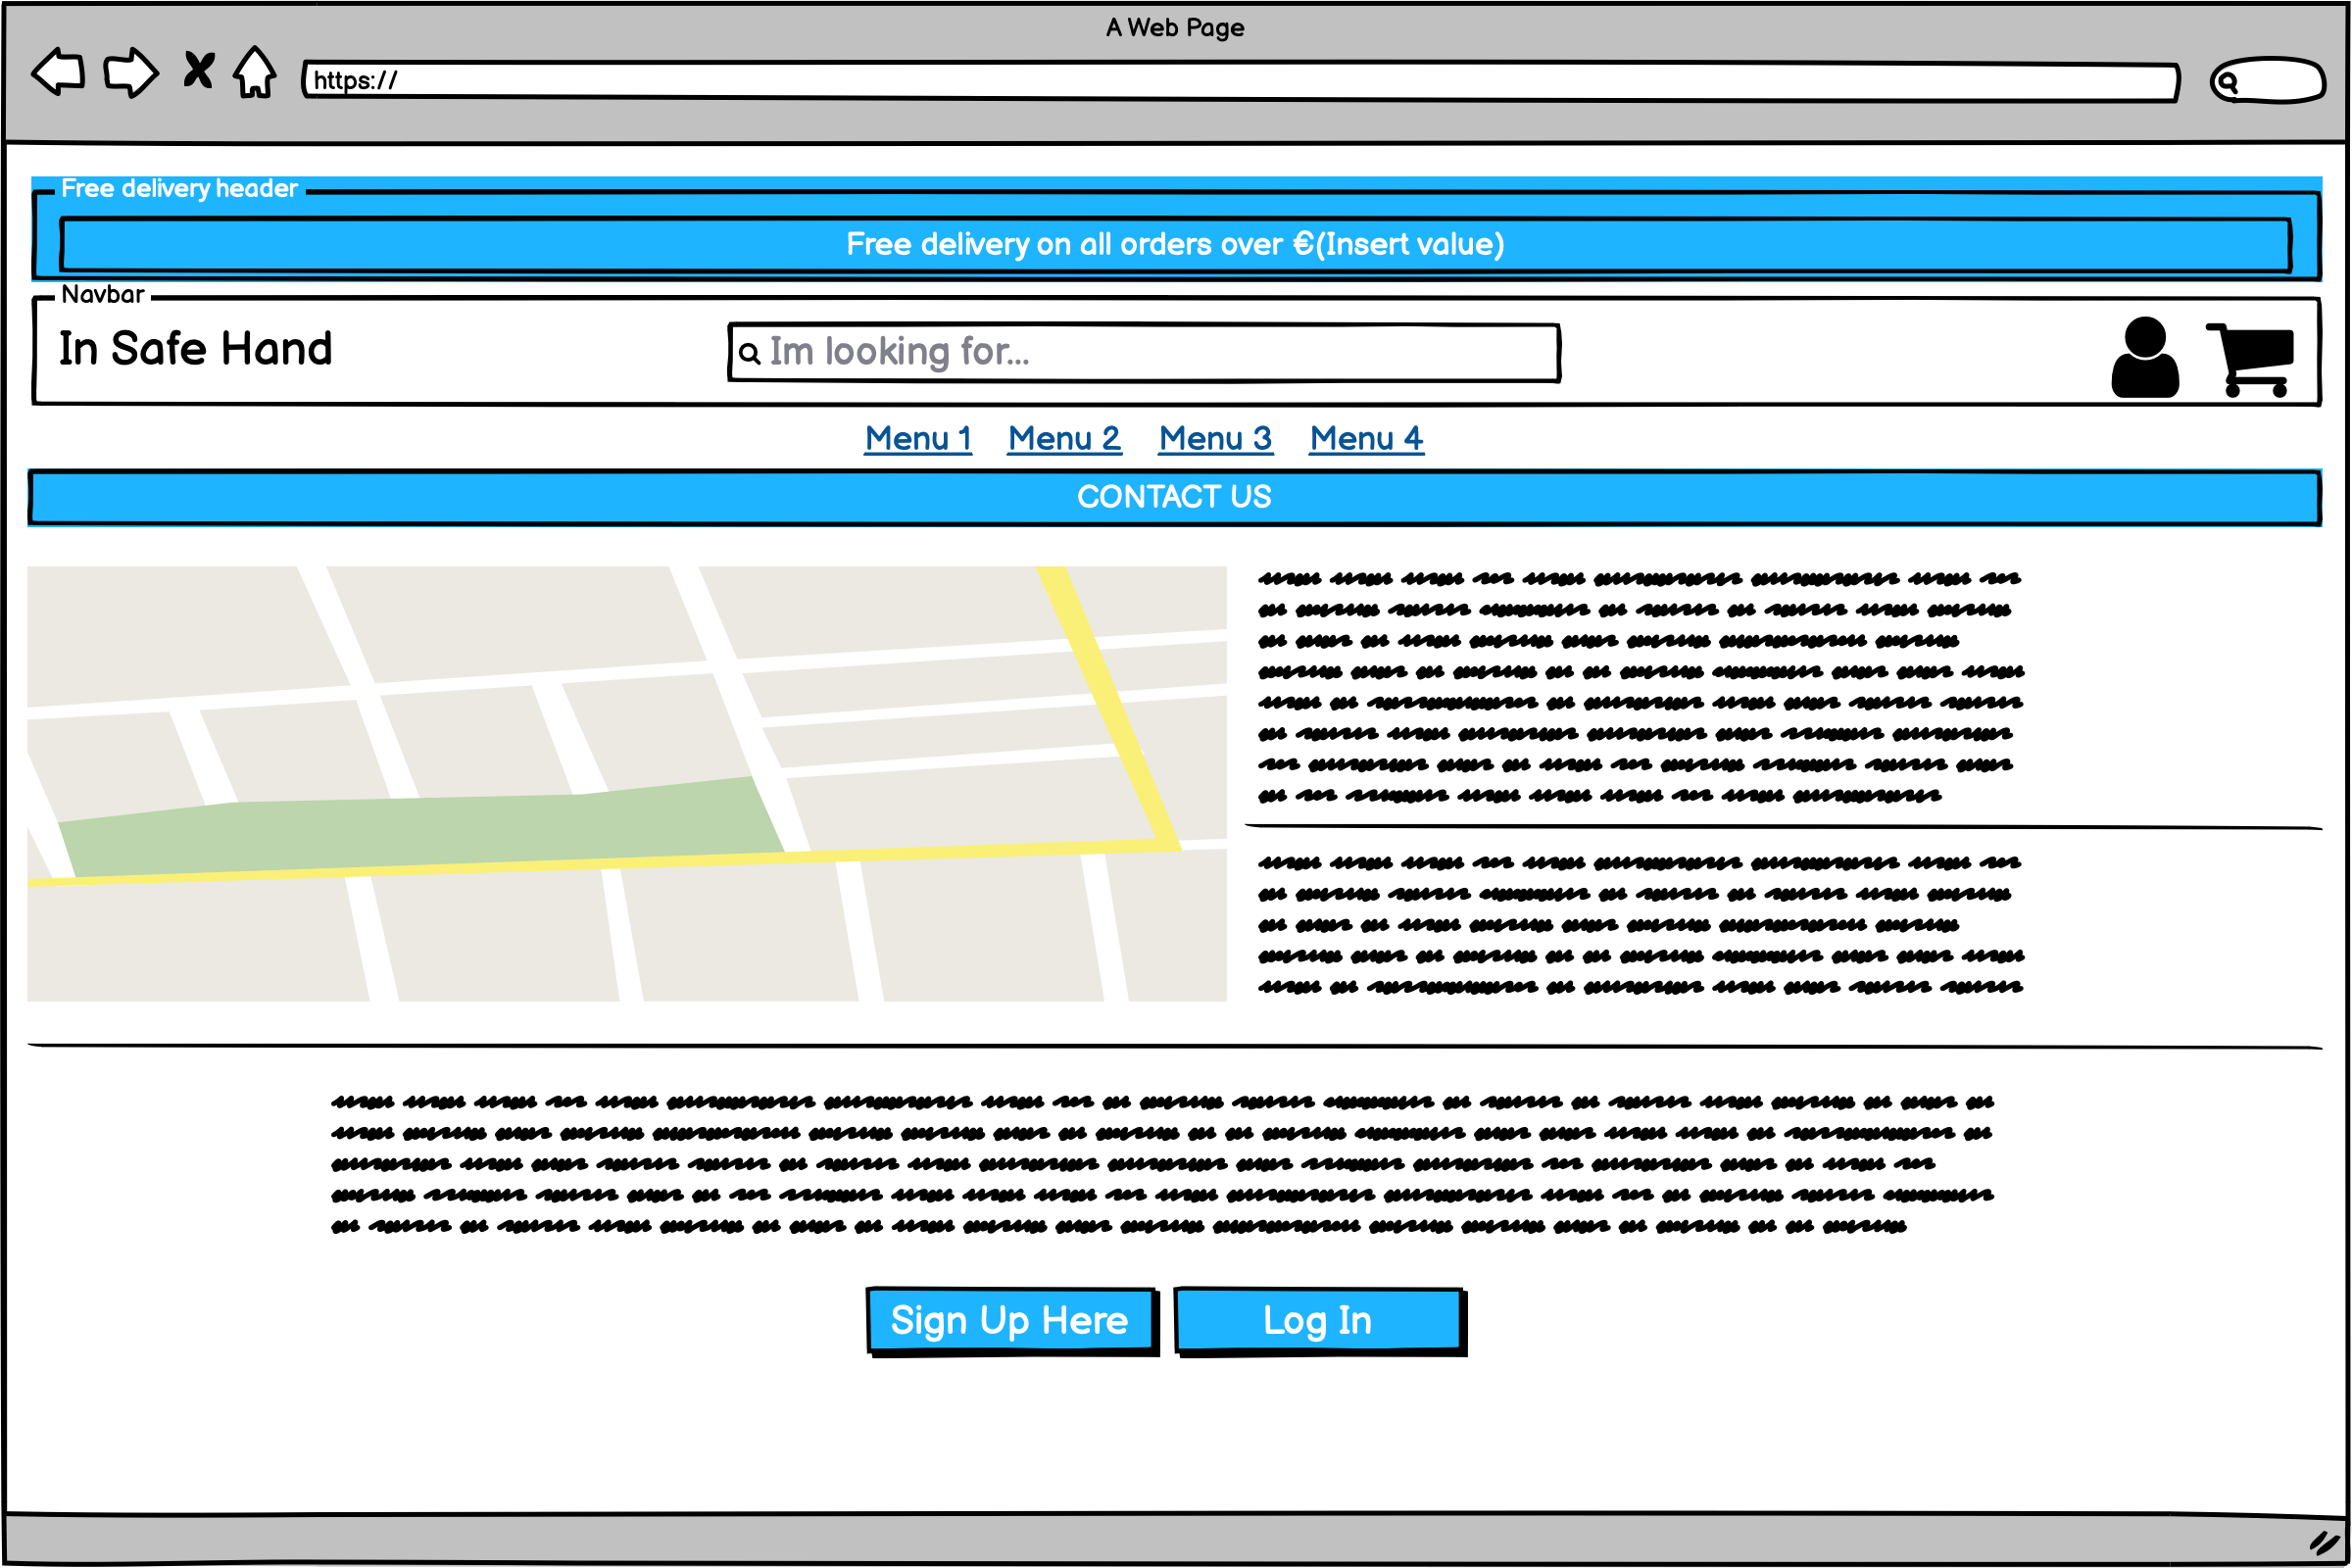 A Web Page
https://
Free delivery header
Free delivery on all orders over €(Insert value)
Navbar
In Safe Hand
Im looking for...
Menu 1 Menu 2 Menu 3 Menu 4
CONTACT US
Sign Up Here
Log In